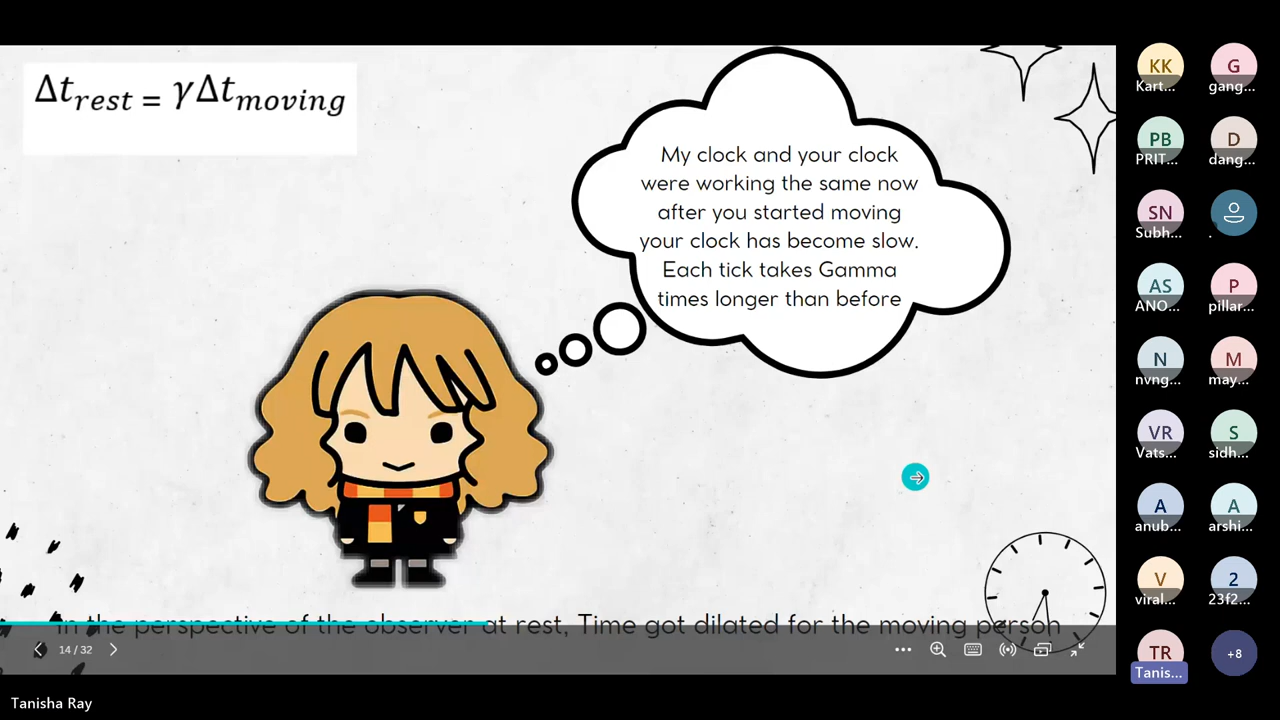 Δt_rest = γΔt_moving
My clock and your clock
were working the same now
after you started moving
your clock has become slow.
Each tick takes Gamma
times longer than before
In the perspective of the observer at rest, Time got dilated for the moving person
14 / 32
Tanisha Ray
KK
Kart...
G
gang...
PB
PRIT...
D
dang...
SN
Subh...
.
AS
ANO...
P
pillar...
N
nvng...
M
may...
VR
Vats...
S
sidh...
A
anub...
A
arshi...
V
viral...
2
23f2...
TR
Tanis...
+8